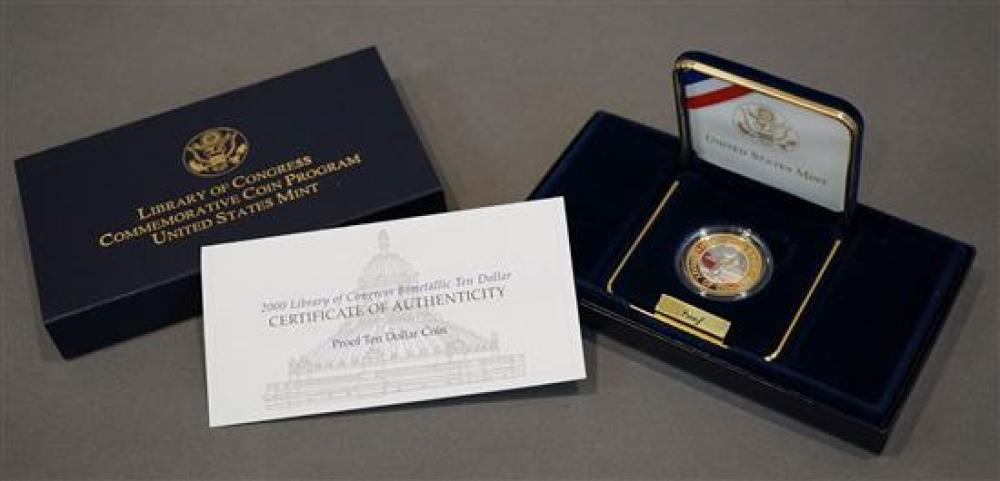 LIBRARY OF CONGRESS
COMMEMORATIVE COIN PROGRAM
UNITED STATES MINT
2000 Library of Congress Bimetallic Ten Dollar
CERTIFICATE OF AUTHENTICITY
Proof Ten Dollar Coin
UNITED STATES MINT
Proof